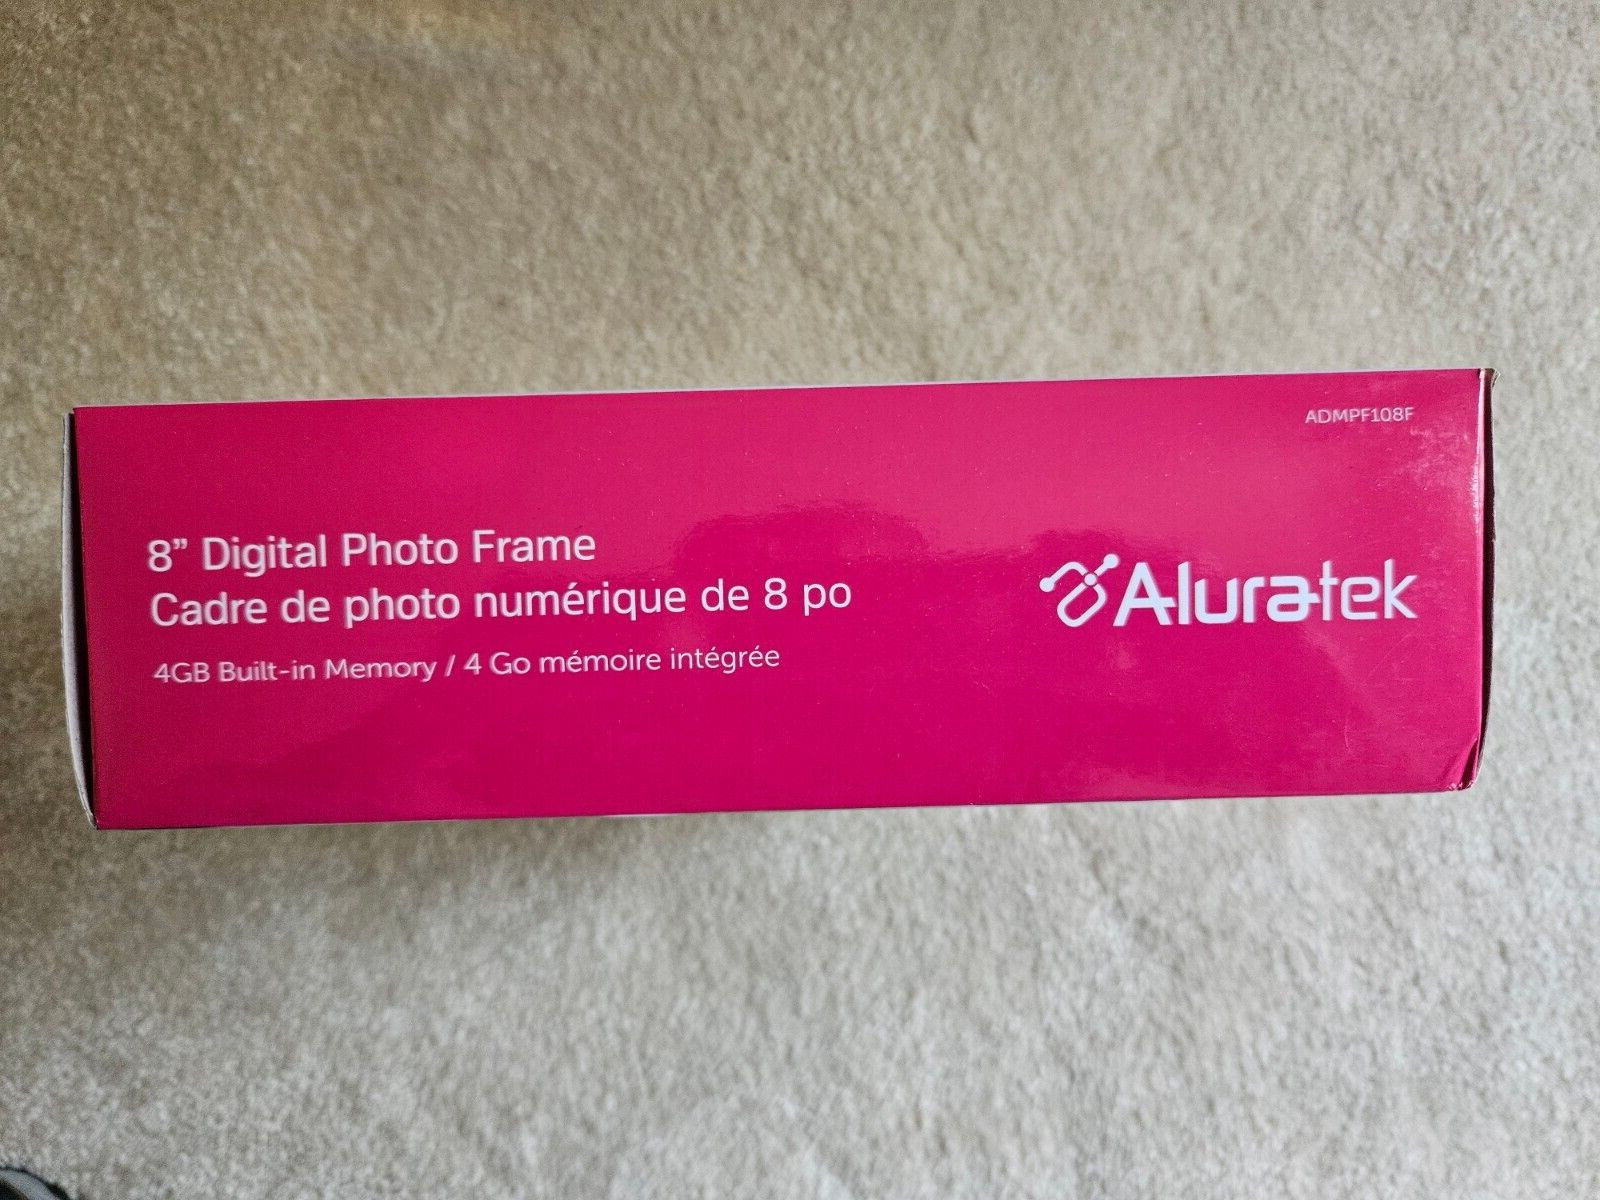 ADMPF108F
8” Digital Photo Frame
Cadre de photo numérique de 8 po
4GB Built-in Memory / 4 Go mémoire intégrée
Aluratek